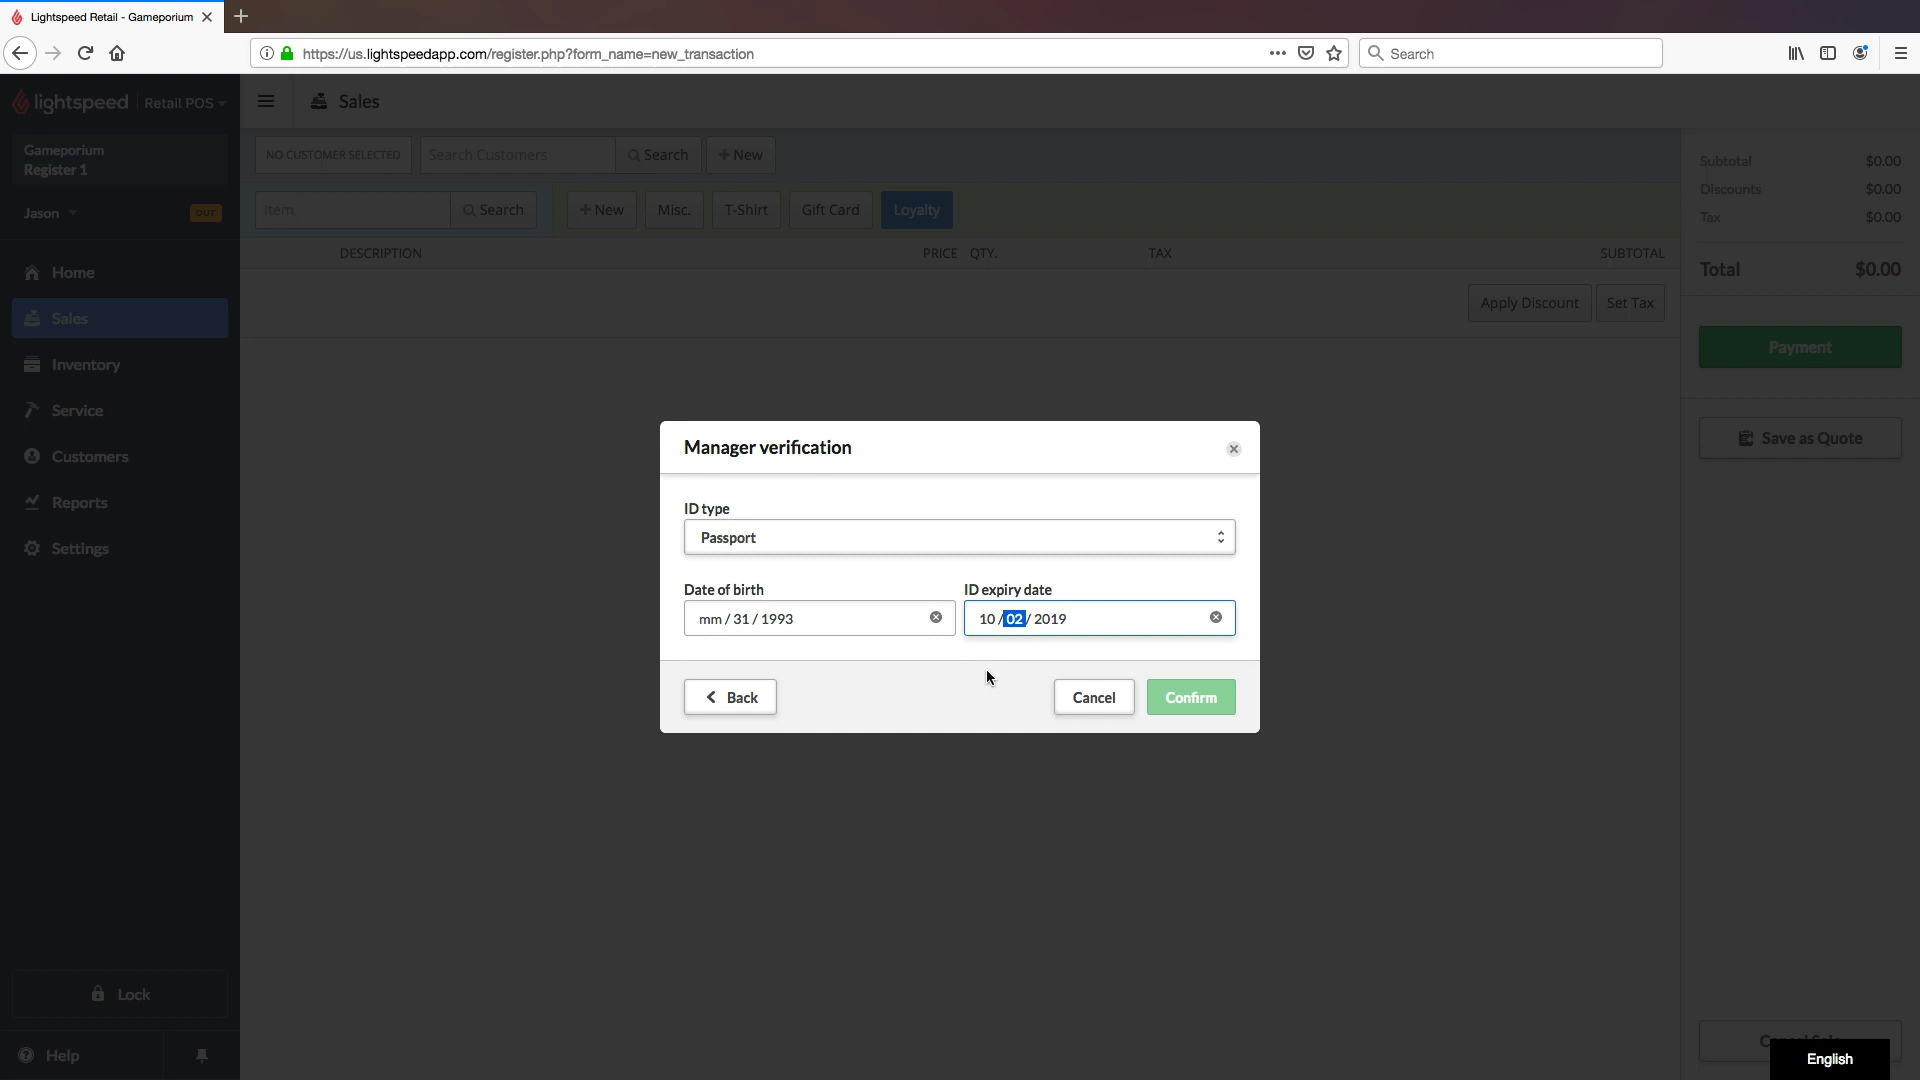 Lightspeed Retail - Gameporium
https://us.lightspeedapp.com/register.php?form_name=new_transaction
Search
lightspeed Retail POS
Sales
Gameporium
Register 1
NO CUSTOMER SELECTED Search Customers Search New
Jason OUT
Item Search New Misc. T-Shirt Gift Card Loyalty
DESCRIPTION PRICE QTY. TAX SUBTOTAL
Apply Discount Set Tax
Home
Sales
Inventory
Service
Customers
Reports
Settings
Lock
Help
Subtotal $0.00
Discounts $0.00
Tax $0.00
Total $0.00
Payment
Save as Quote
Manager verification
ID type
Passport
Date of birth ID expiry date
mm / 31 / 1993 10 / 02 / 2019
Back Cancel Confirm
English